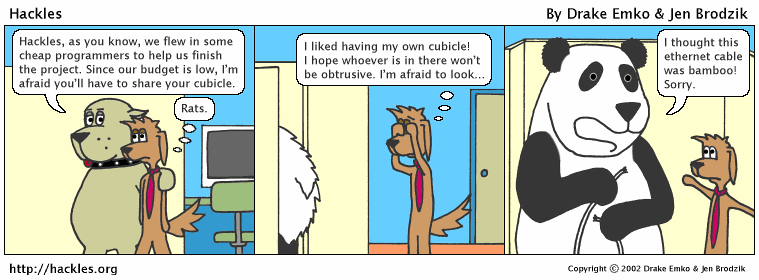 Hackles
By Drake Emko & Jen Brodzik
Hackles, as you know, we flew in some
cheap programmers to help us finish
the project. Since our budget is low, I'm
afraid you'll have to share your cubicle.
Rats.
I liked having my own cubicle!
I hope whoever is in there won't
be obtrusive. I'm afraid to look...
I thought this
ethernet cable
was bamboo!
Sorry.
http://hackles.org
Copyright © 2002 Drake Emko & Jen Brodzik